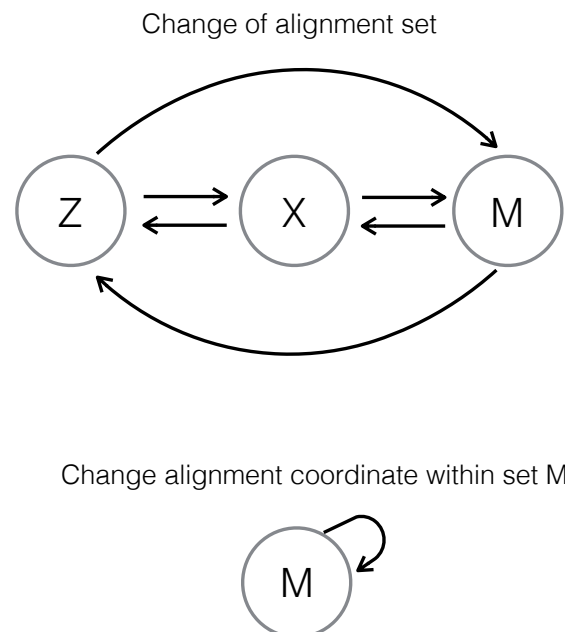 Change of alignment set
Z X M
Change alignment coordinate within set M
M